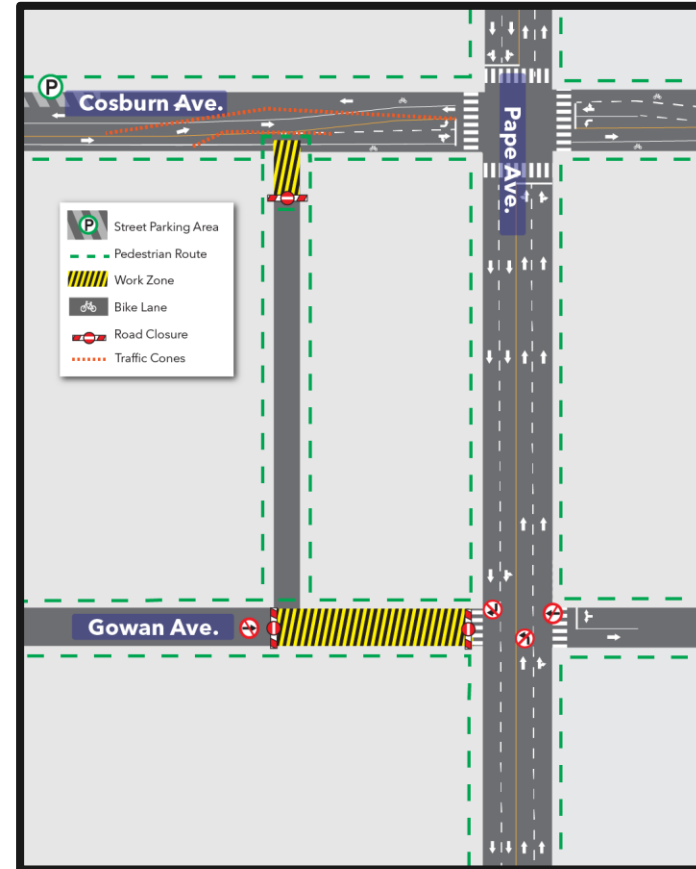 P
Cosburn Ave.
Pape Ave.
P
Street Parking Area
Pedestrian Route
Work Zone
Bike Lane
Road Closure
Traffic Cones
Gowan Ave.